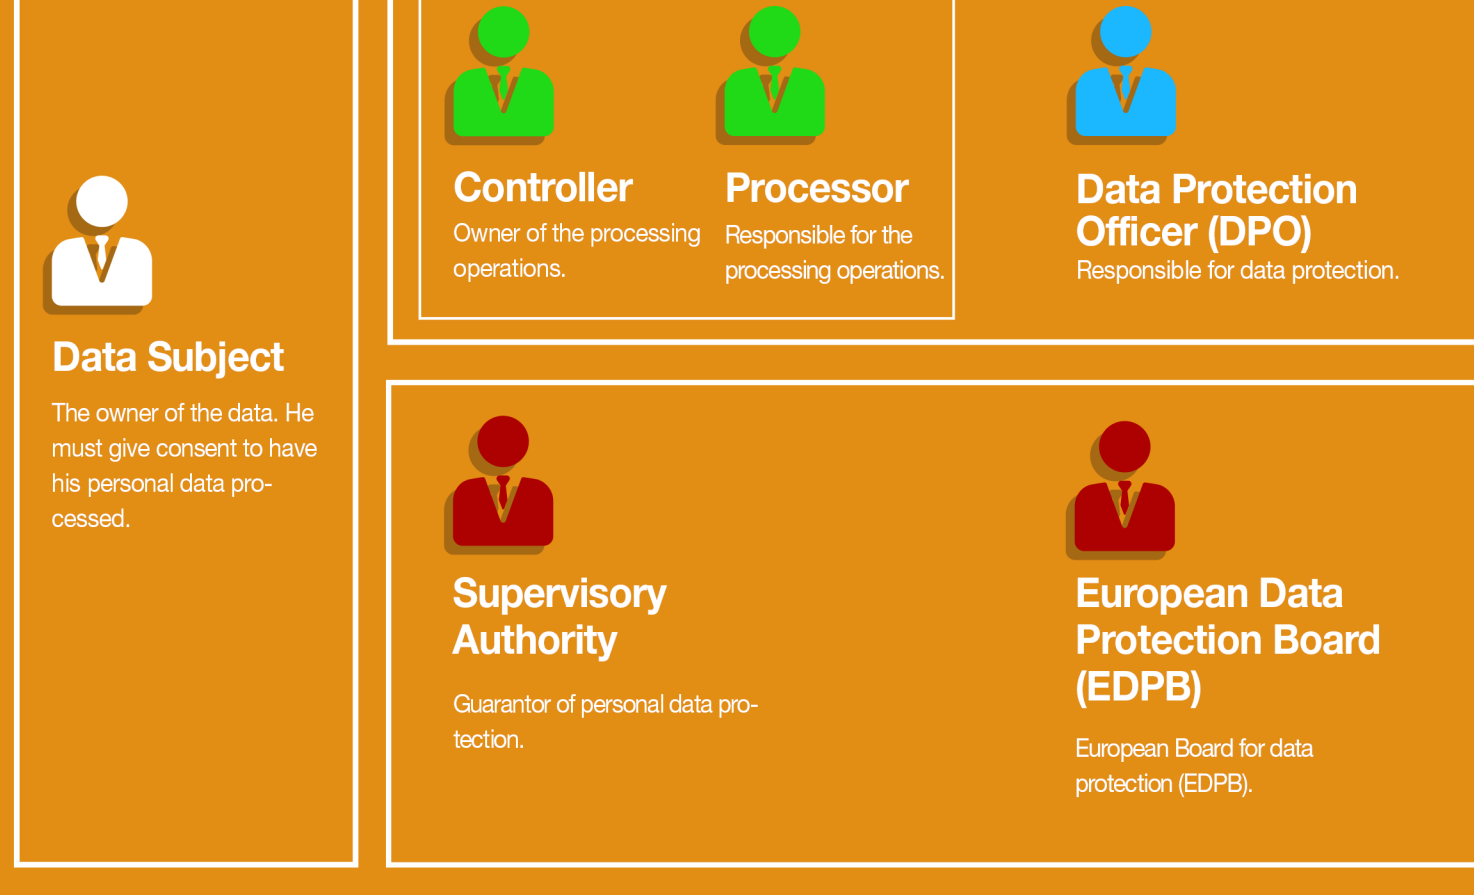 Data Subject
The owner of the data. He
must give consent to have
his personal data pro-
cessed.
Controller
Owner of the processing
operations.
Processor
Responsible for the
processing operations.
Data Protection
Officer (DPO)
Responsible for data protection.
Supervisory
Authority
Guarantor of personal data pro-
tection.
European Data
Protection Board
(EDPB)
European Board for data
protection (EDPB).